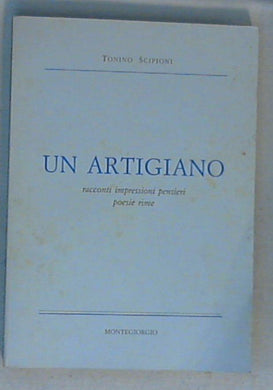 TONINO SCIPIONI
UN ARTIGIANO
racconti impressioni pensieri
poesie rime
MONTEGIORGIO